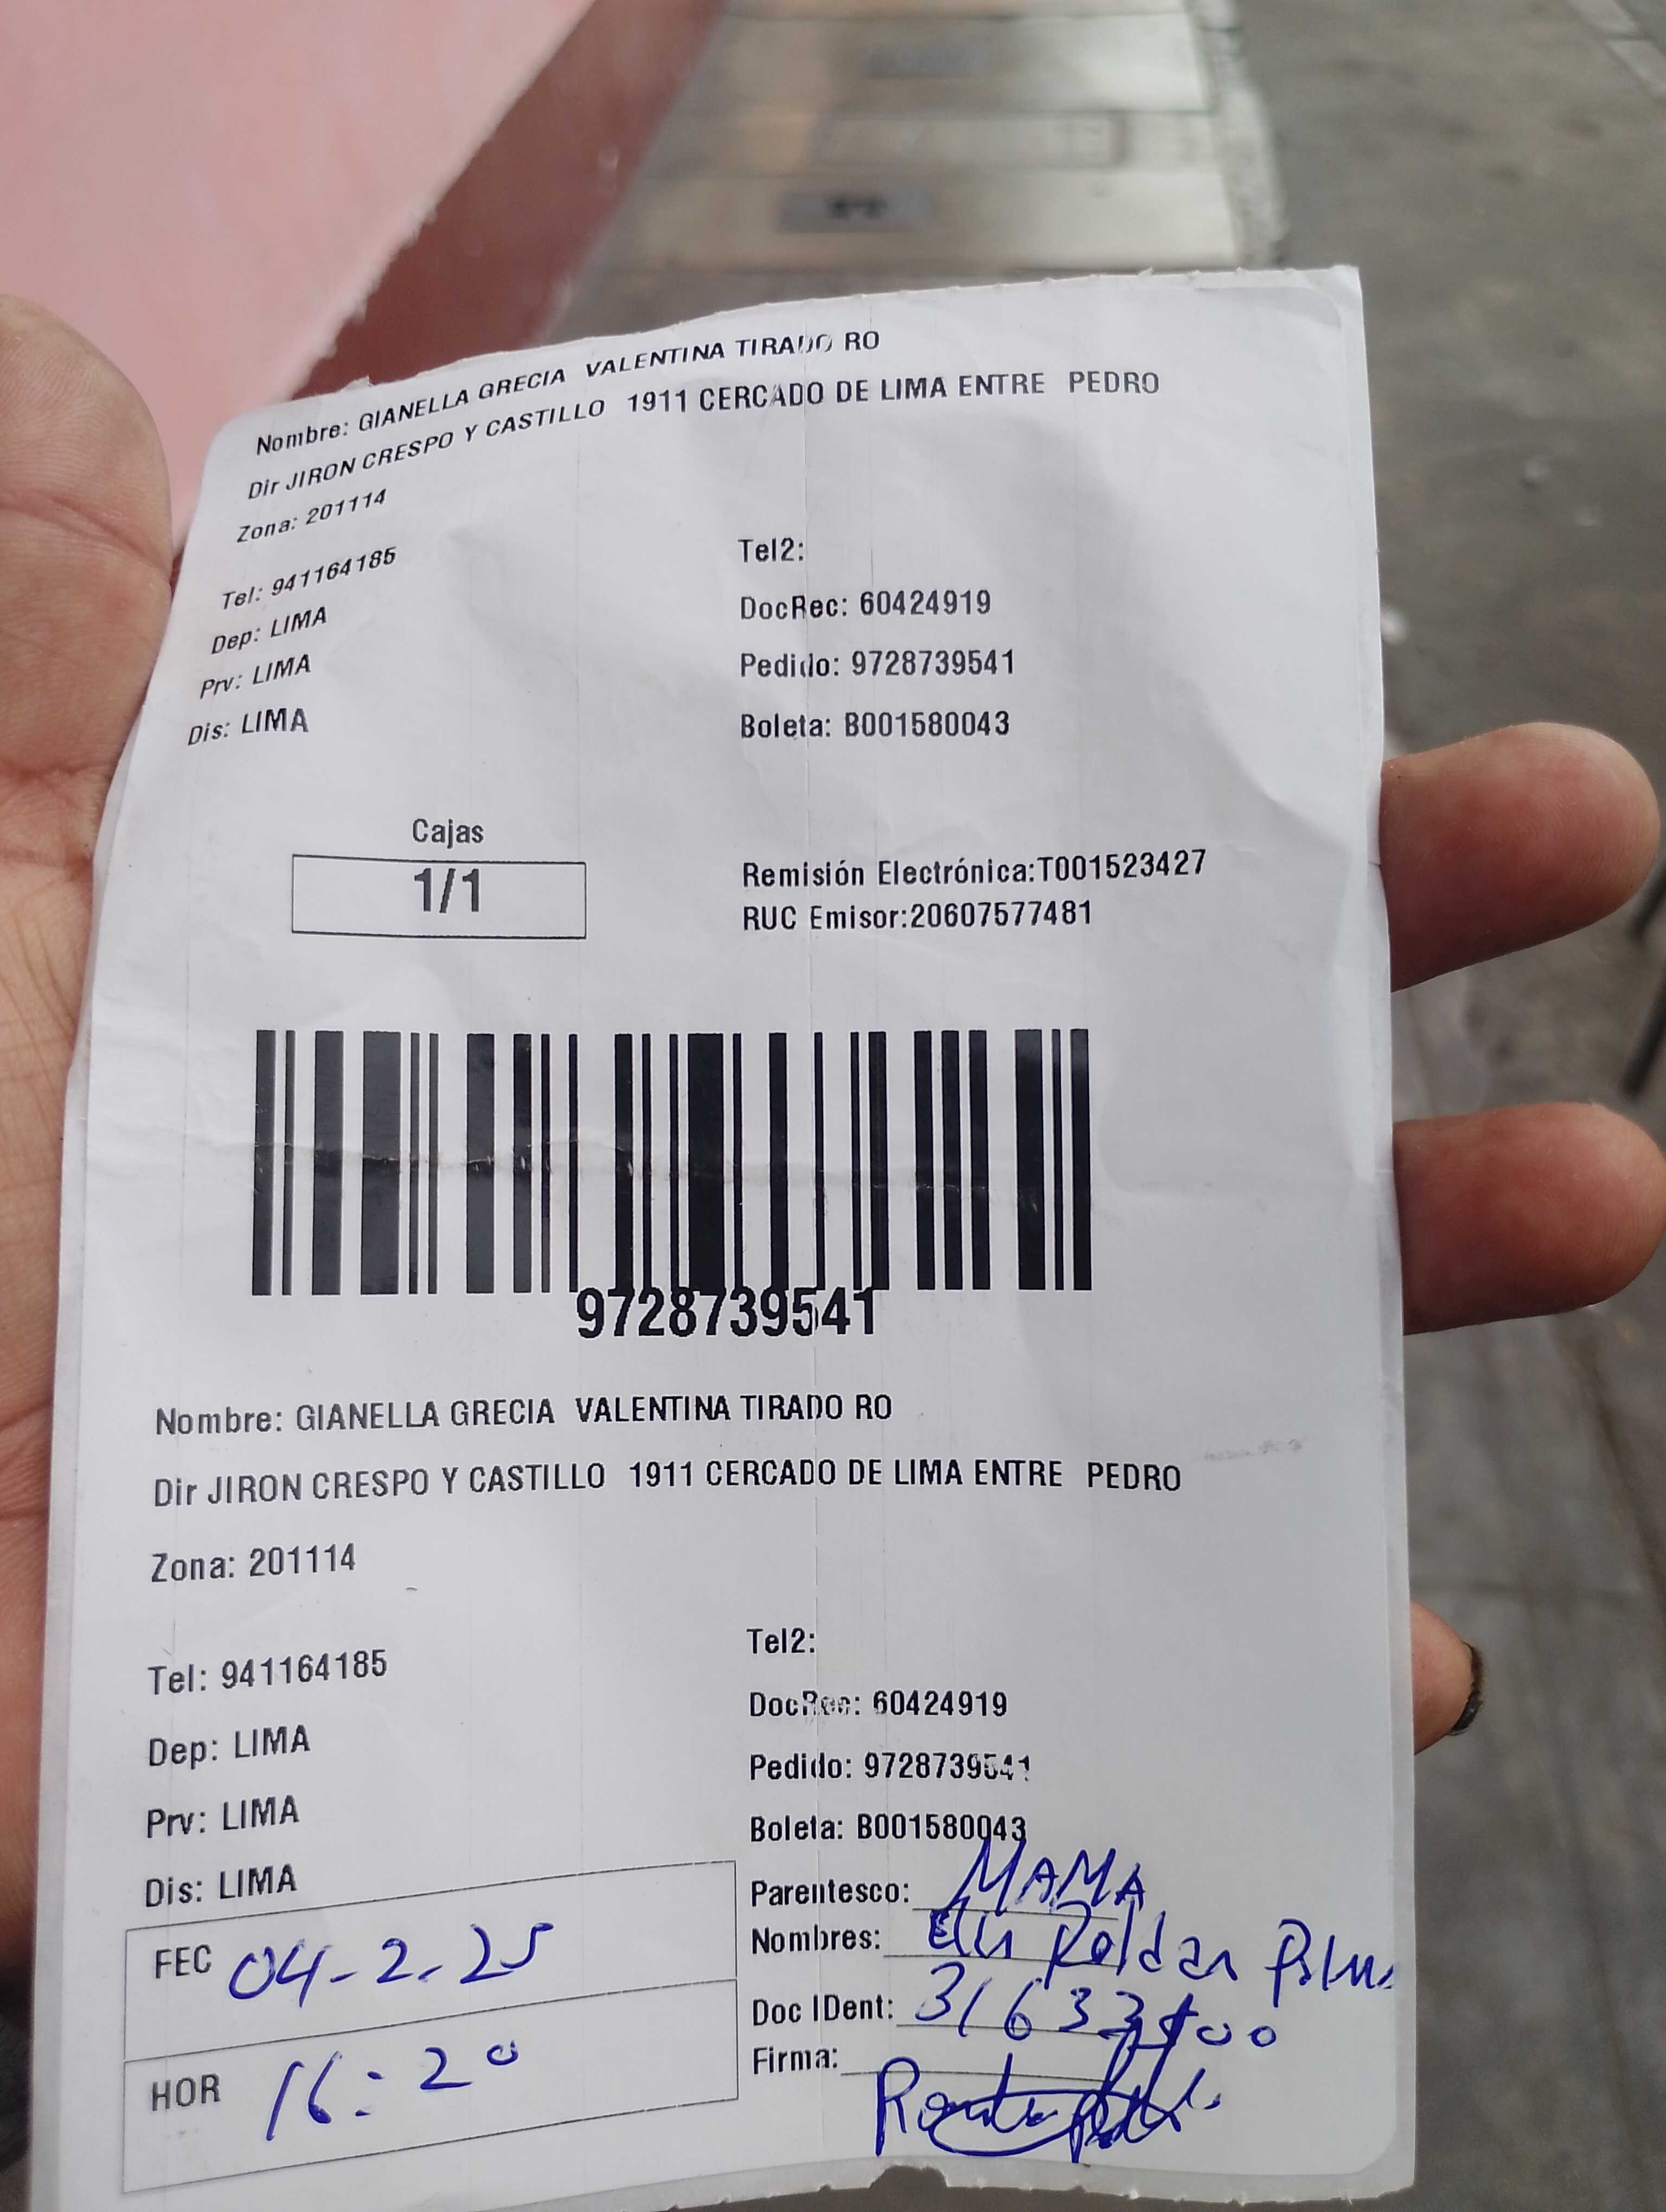 Nombre: GIANELLA GRECIA VALENTINA TIRADO RO
Dir JIRON CRESPO Y CASTILLO 1911 CERCADO DE LIMA ENTRE PEDRO
Zona: 201114
Tel: 941164185
Tel2:
Dep: LIMA
DocRec: 60424919
Prv: LIMA
Pedido: 9728739541
Dis: LIMA
Boleta: B001580043
Cajas
1/1
Remisión Electrónica:T001523427
RUC Emisor:20607577481
9728739541
Nombre: GIANELLA GRECIA VALENTINA TIRADO RO
Dir JIRON CRESPO Y CASTILLO 1911 CERCADO DE LIMA ENTRE PEDRO
Zona: 201114
Tel: 941164185
Tel2:
Dep: LIMA
DocRec: 60424919
Prv: LIMA
Pedido: 9728739541
Dis: LIMA
Boleta: B001580043
Parentesco: MAMA
Nombres: Roldan
Doc IDent:
Firma:
FEC 04-2-25
HOR 16:20